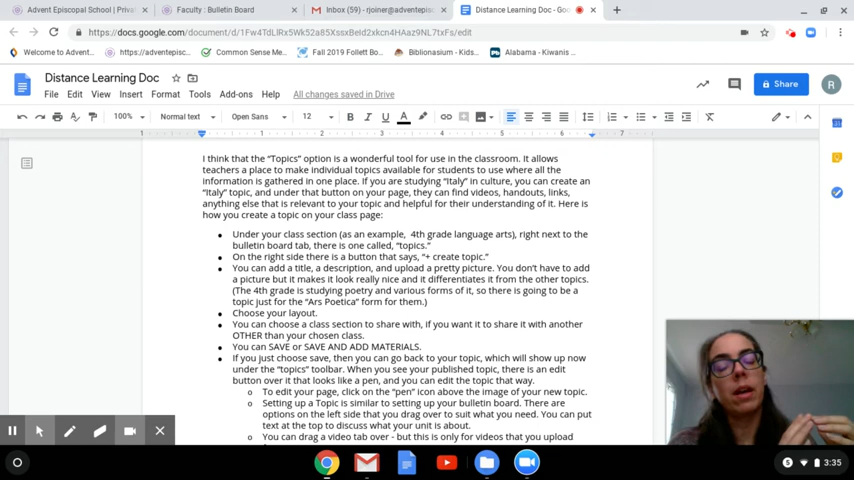 Advent Episcopal School | Priva
Faculty : Bulletin Board
Inbox (59) - rjoiner@adventepisc
Distance Learning Doc - Goo
https://docs.google.com/document/d/1Fw4TdLlRx5Wk52a85XssxBeId2xkcn4HAaz9NL7txFs/edit
Welcome to Advent...
https://adventepisc...
Common Sense Me...
Fall 2019 Follett Bo...
Biblionasium - Kids...
Alabama - Kiwanis ...
Distance Learning Doc
File Edit View Insert Format Tools Add-ons Help All changes saved in Drive
Share
R
100% Normal text Open Sans 12 B I U A
1 1 2 3 4 5 6 7
I think that the “Topics” option is a wonderful tool for use in the classroom. It allows
teachers a place to make individual topics available for students to use where all the
information is gathered in one place. If you are studying “Italy” in culture, you can create an
“Italy” topic, and under that button on your page, they can find videos, handouts, links,
anything else that is relevant to your topic and helpful for their understanding of it. Here is
how you create a topic on your class page:
● Under your class section (as an example, 4th grade language arts), right next to the
bulletin board tab, there is one called, “topics.”
● On the right side there is a button that says, “+ create topic.”
● You can add a title, a description, and upload a pretty picture. You don’t have to add
a picture but it makes it look really nice and it differentiates it from the other topics.
(The 4th grade is studying poetry and various forms of it, so there is going to be a
topic just for the “Ars Poetica” form for them.)
● Choose your layout.
● You can choose a class section to share with, if you want it to share it with another
OTHER than your chosen class.
● You can SAVE or SAVE AND ADD MATERIALS.
● If you just choose save, then you can go back to your topic, which will show up now
under the “topics” toolbar. When you see your published topic, there is an edit
button over it that looks like a pen, and you can edit the topic that way.
○ To edit your page, click on the “pen” icon above the image of your new topic.
○ Setting up a Topic is similar to setting up your bulletin board. There are
options on the left side that you drag over to suit what you need. You can put
text at the top to discuss what your unit is about.
○ You can drag a video tab over - but this is only for videos that you upload
5 3:35